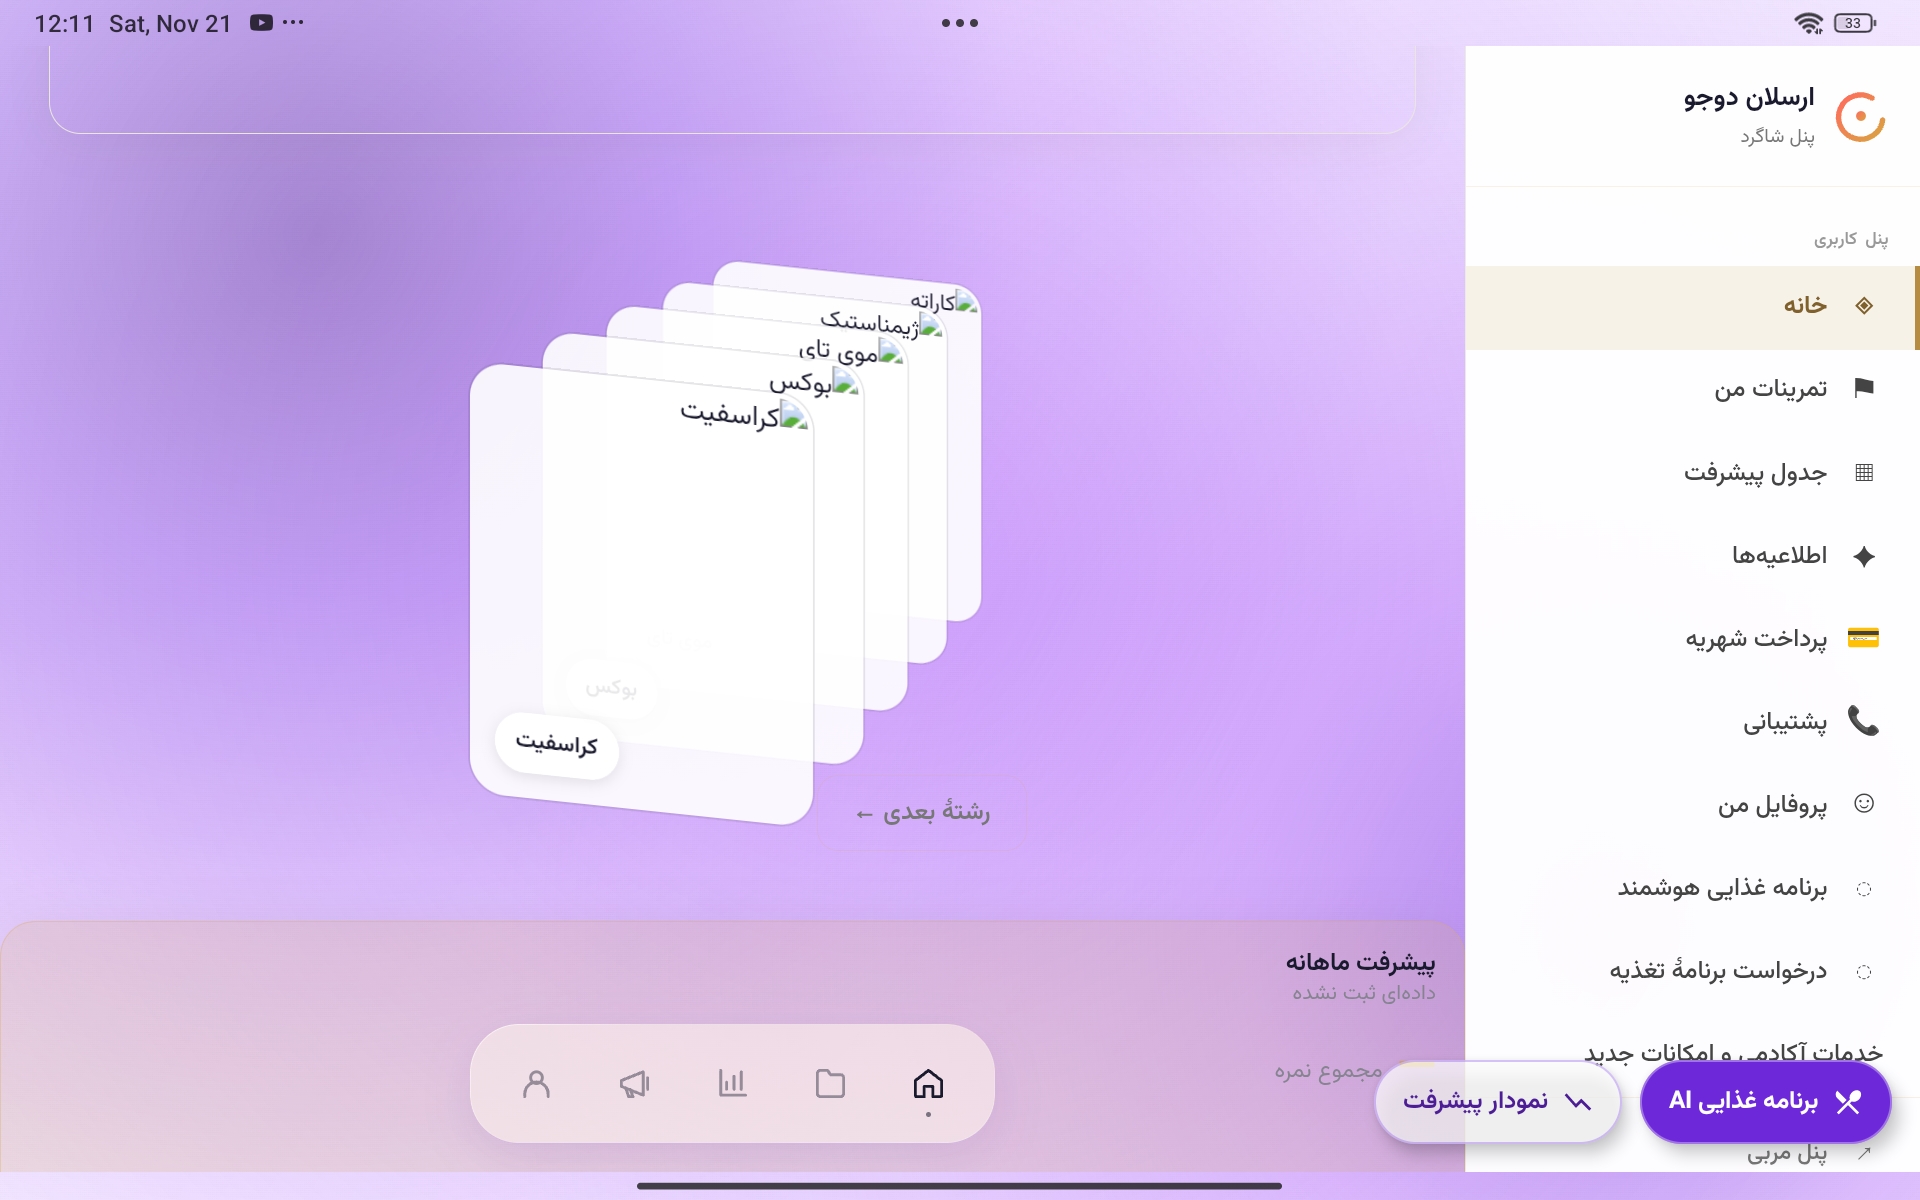 12:11 Sat, Nov 21
33
ارسلان دوجو
پنل شاگرد
پنل کاربری
خانه
تمرینات من
جدول پیشرفت
اطلاعیه‌ها
پرداخت شهریه
پشتیبانی
پروفایل من
برنامه غذایی هوشمند
درخواست برنامهٔ تغذیه
خدمات آکادمی و امکانات جدید
برنامه غذایی AI
نمودار پیشرفت
پنل مربی
کاراته
ژیمناستیک
موی تای
بوکس
کراسفیت
بوکس
کراسفیت
رشتهٔ بعدی ←
پیشرفت ماهانه
داده‌ای ثبت نشده
مجموع نمره